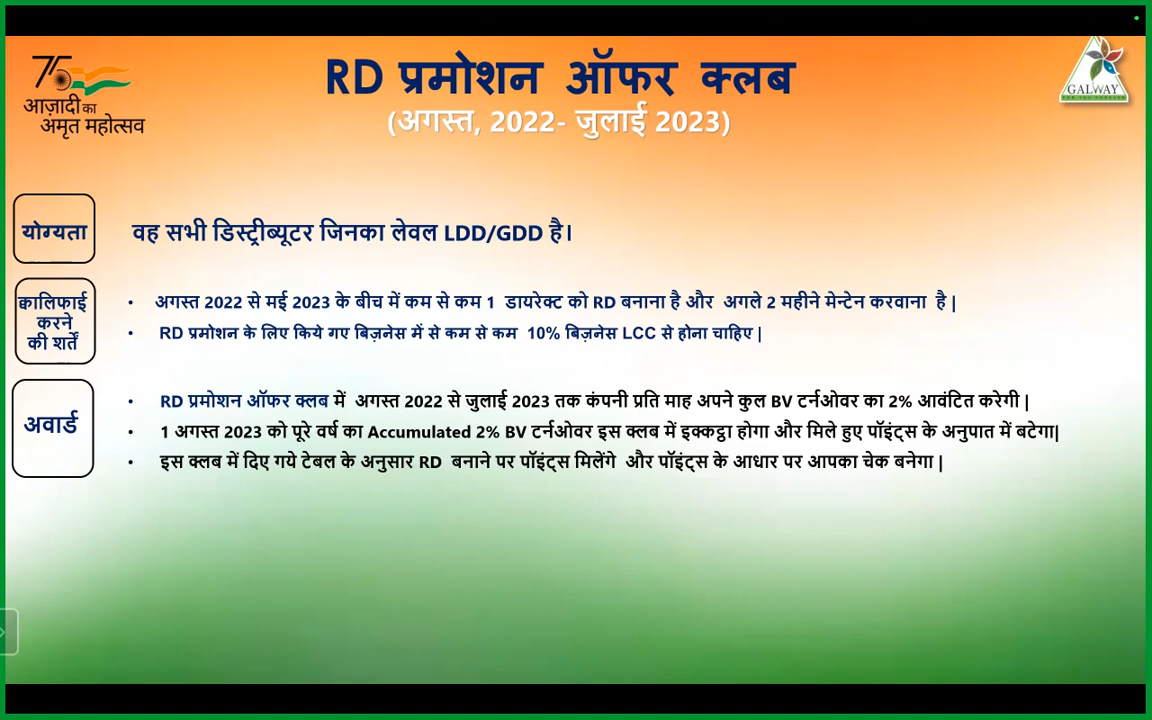 75
आज़ादी का
अमृत महोत्सव
RD प्रमोशन ऑफर क्लब
(अगस्त, 2022- जुलाई 2023)
GALWAY
योग्यता
वह सभी डिस्ट्रीब्यूटर जिनका लेवल LDD/GDD है।
क्वालिफाई
करने
की शर्तें
• अगस्त 2022 से मई 2023 के बीच में कम से कम 1 डायरेक्ट को RD बनाना है और अगले 2 महीने मेन्टेन करवाना है |
• RD प्रमोशन के लिए किये गए बिज़नेस में से कम से कम 10% बिज़नेस LCC से होना चाहिए |
अवार्ड
• RD प्रमोशन ऑफर क्लब में अगस्त 2022 से जुलाई 2023 तक कंपनी प्रति माह अपने कुल BV टर्नओवर का 2% आवंटित करेगी |
• 1 अगस्त 2023 को पूरे वर्ष का Accumulated 2% BV टर्नओवर इस क्लब में इक्कट्ठा होगा और मिले हुए पॉइंट्स के अनुपात में बटेगा|
• इस क्लब में दिए गये टेबल के अनुसार RD बनाने पर पॉइंट्स मिलेंगे और पॉइंट्स के आधार पर आपका चेक बनेगा |